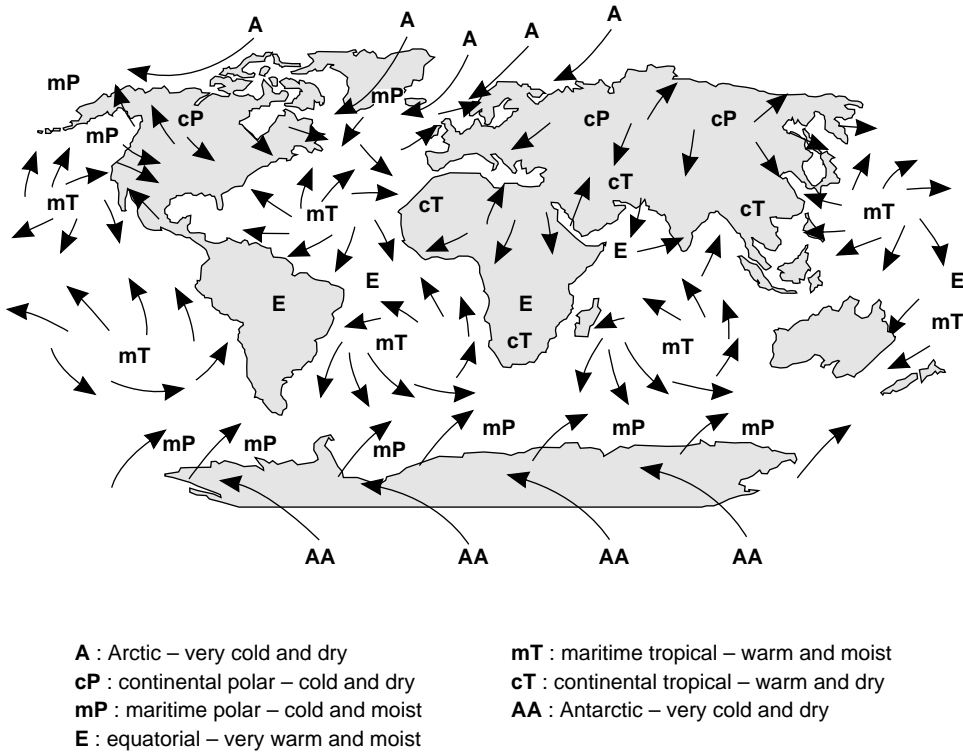 A
A
A
A
A
mP
mP
cP
cP
cP
mP
cT
mT
cT
mT
cT
mT
E
E
E
E
E
mT
mT
cT
mT
mT
mP
mP
mP
mP
mP
mP
AA
AA
AA
AA
A : Arctic – very cold and dry
cP : continental polar – cold and dry
mP : maritime polar – cold and moist
E : equatorial – very warm and moist
mT : maritime tropical – warm and moist
cT : continental tropical – warm and dry
AA : Antarctic – very cold and dry